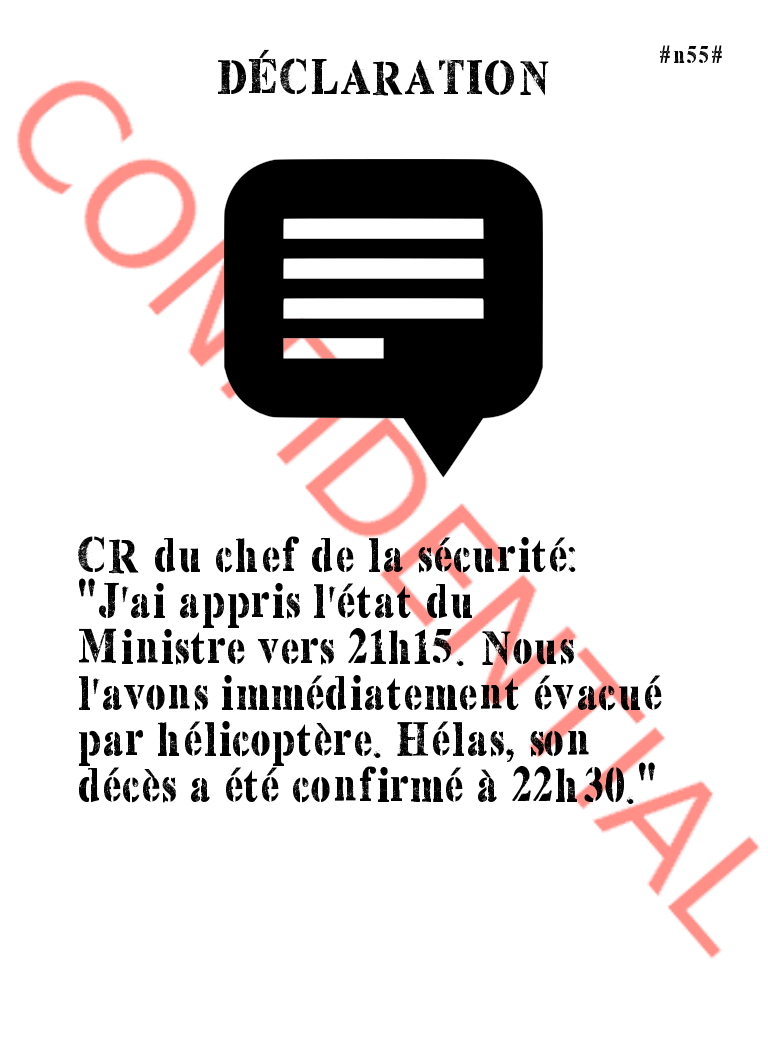 #n55#
DÉCLARATION
CONFIDENTIAL
CR du chef de la sécurité:
"J'ai appris l'état du
Ministre vers 21h15. Nous
l'avons immédiatement évacué
par hélicoptère. Hélas, son
décès a été confirmé à 22h30."